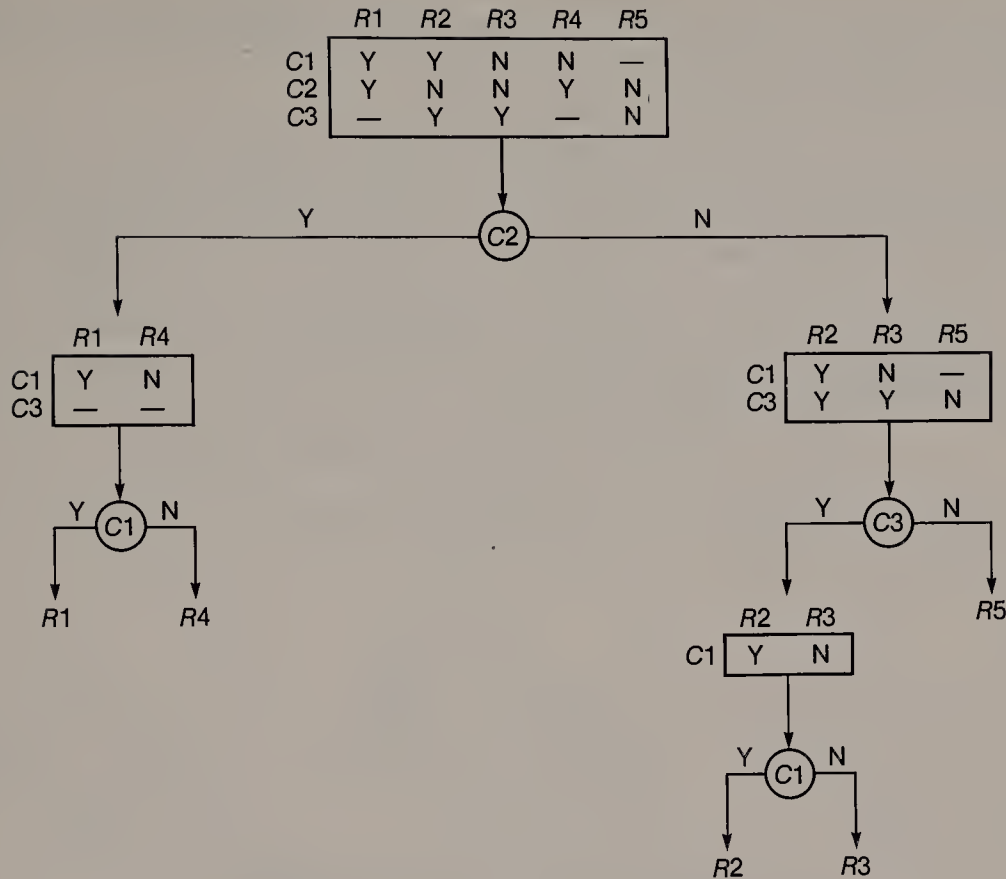 R1 R2 R3 R4 R5
C1 Y Y N N —
C2 Y N N Y N
C3 — Y Y — N
Y C2 N
R1 R4
C1 Y N
C3 — —
R2 R3 R5
C1 Y N —
C3 Y Y N
Y C1 N
R1 R4
Y C3 N
R5
R2 R3
C1 Y N
Y C1 N
R2 R3